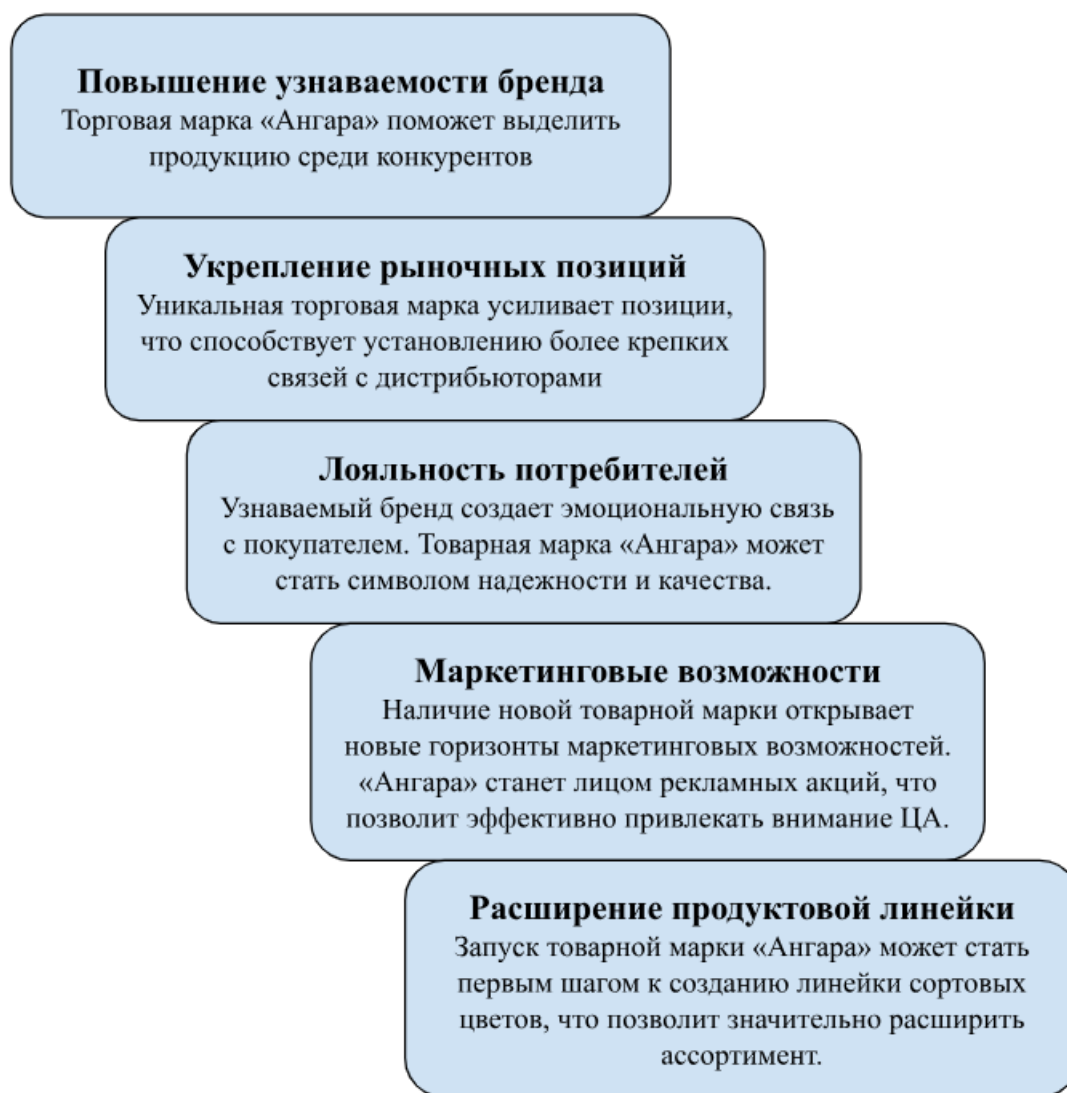 Повышение узнаваемости бренда
Торговая марка «Ангара» поможет выделить
продукцию среди конкурентов
Укрепление рыночных позиций
Уникальная торговая марка усиливает позиции,
что способствует установлению более крепких
связей с дистрибьюторами
Лояльность потребителей
Узнаваемый бренд создает эмоциональную связь
с покупателем. Товарная марка «Ангара» может
стать символом надежности и качества.
Маркетинговые возможности
Наличие новой товарной марки открывает
новые горизонты маркетинговых возможностей.
«Ангара» станет лицом рекламных акций, что
позволит эффективно привлекать внимание ЦА.
Расширение продуктовой линейки
Запуск товарной марки «Ангара» может стать
первым шагом к созданию линейки сортовых
цветов, что позволит значительно расширить
ассортимент.